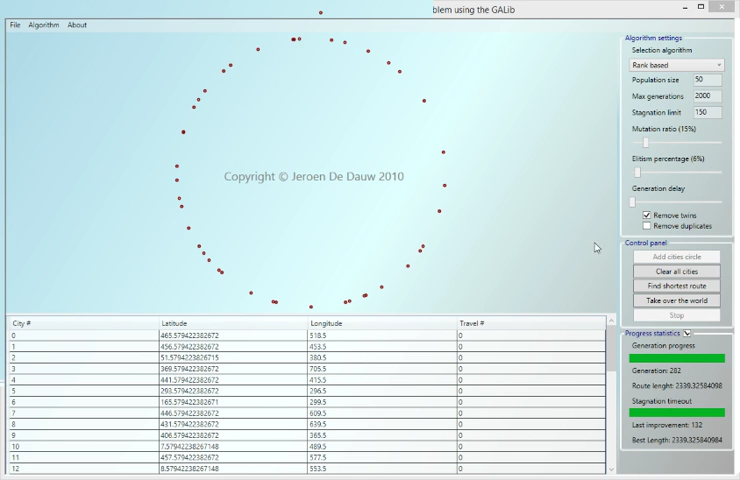 blem using the GALib
File Algorithm About
Algorithm settings
Selection algorithm
Rank based
Population size 50
Max generations 2000
Stagnation limit 150
Mutation ratio (15%)
Elitism percentage (6%)
Generation delay
Remove twins
Remove duplicates
Copyright © Jeroen De Dauw 2010
Control panel
Add cities circle
Clear all cities
Find shortest route
Take over the world
Stop
Progress statistics
Generation progress
Generation: 282
Route lenght: 2339.32584098
Stagnation timeout
Last improvement: 132
Best Length: 2339.325840984
City # Latitude Longitude Travel #
0 465.579422382672 518.5 0
1 456.579422382672 453.5 0
2 51.5794223826715 380.5 0
3 369.579422382672 705.5 0
4 441.579422382672 415.5 0
5 293.579422382672 296.5 0
6 165.579422382671 299.5 0
7 446.579422382672 609.5 0
8 431.579422382672 639.5 0
9 406.579422382672 365.5 0
10 7.57942238267148 489.5 0
11 457.579422382672 577.5 0
12 8.57942238267148 553.5 0